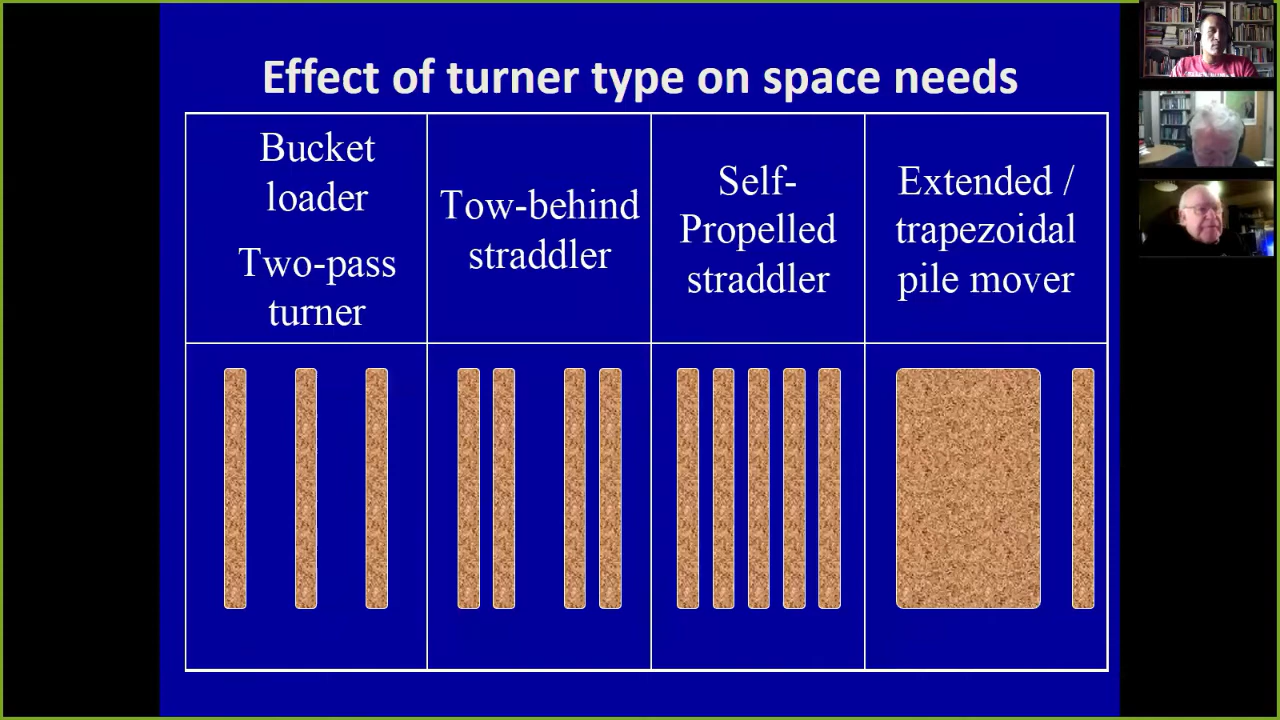 Effect of turner type on space needs
Bucket
loader
Two-pass
turner
Tow-behind
straddler
Self-
Propelled
straddler
Extended /
trapezoidal
pile mover